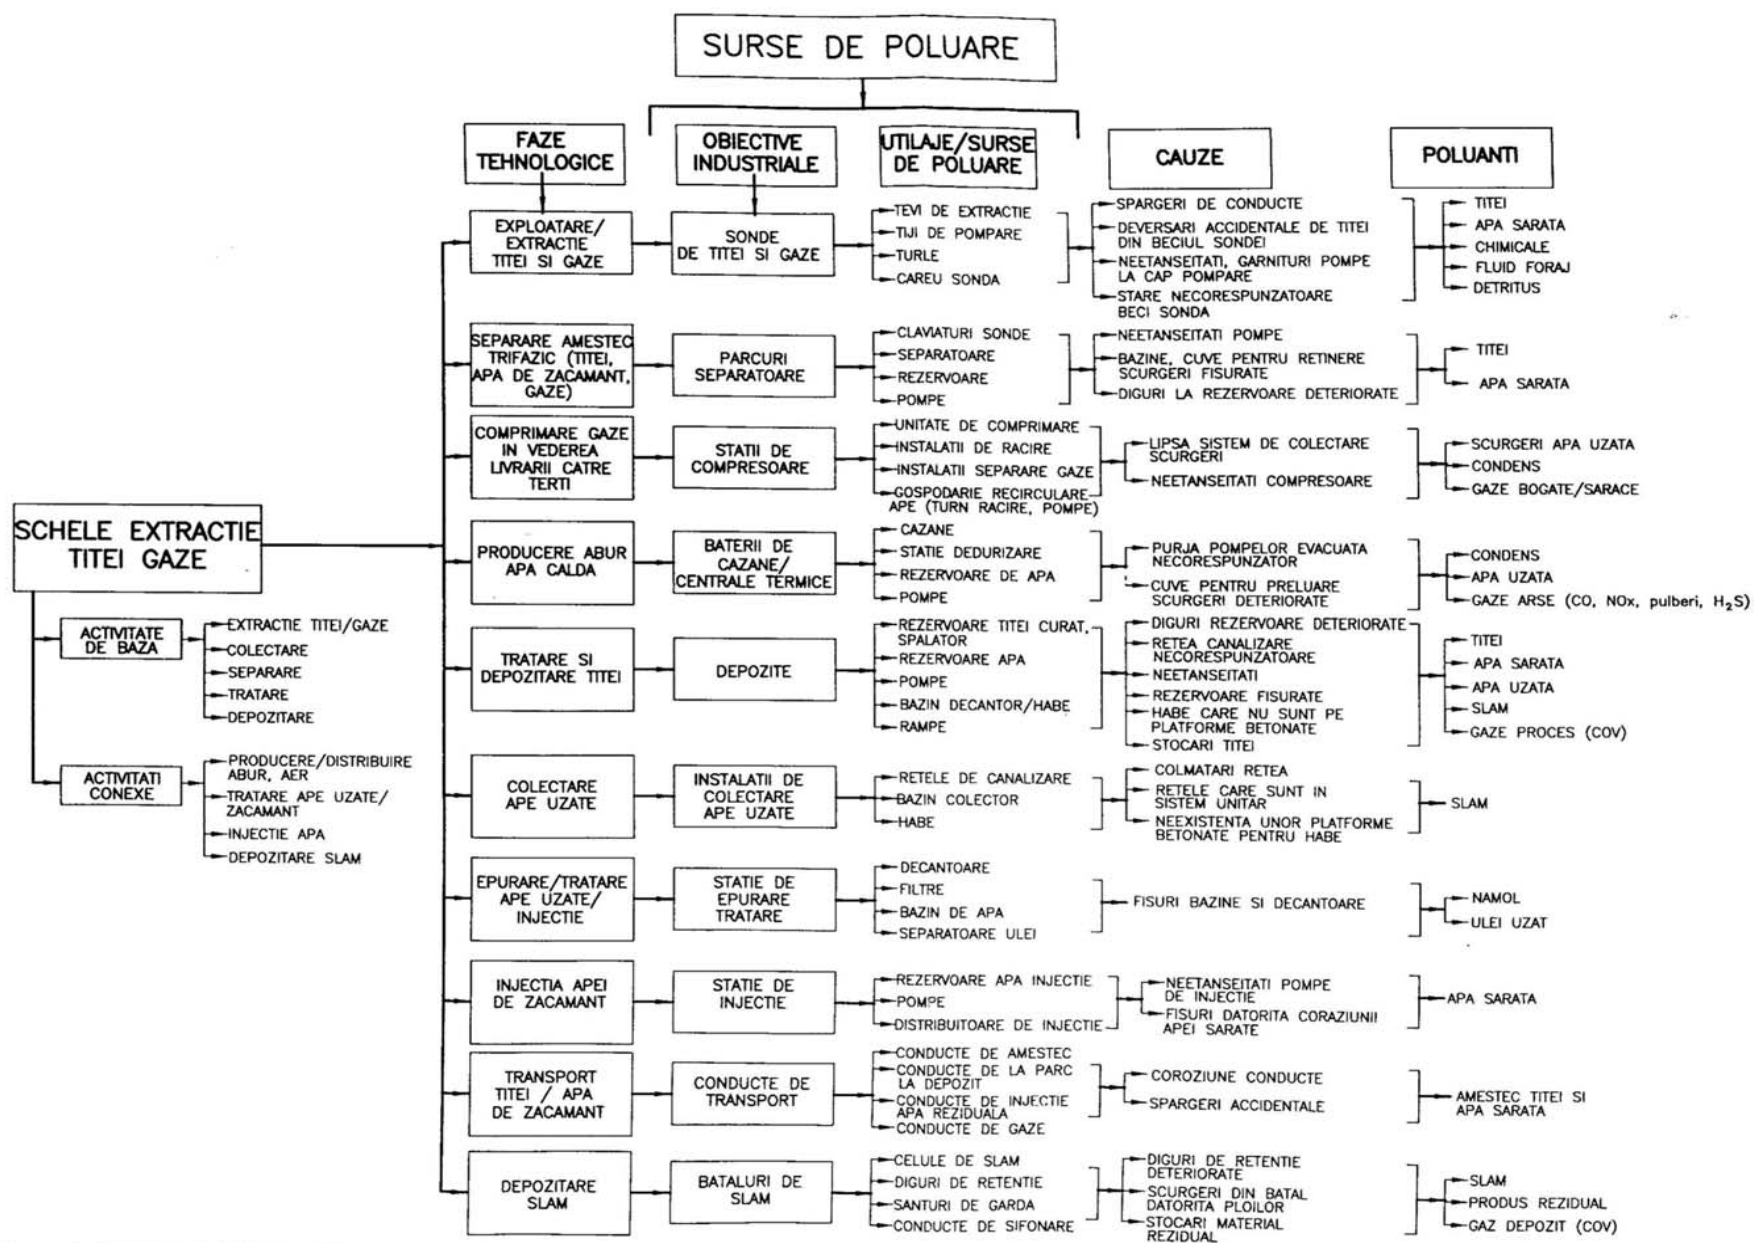 SURSE DE POLUARE
FAZE
TEHNOLOGICE
OBIECTIVE
INDUSTRIALE
UTILAJE/SURSE
DE POLUARE
CAUZE
POLUANTI
EXPLOATARE/
EXTRACTIE
TITEI SI GAZE
SONDE
DE TITEI SI GAZE
TEVI DE EXTRACTIE
TIJI DE POMPARE
TURLE
CAREU SONDA
SPARGERI DE CONDUCTE
DEVERSARI ACCIDENTALE DE TITEI
DIN BECIUL SONDEI
NEETANSEITATI, GARNITURI POMPE
LA CAP POMPARE
STARE NECORESPUNZATOARE
BECI SONDA
TITEI
APA SARATA
CHIMICALE
FLUID FORAJ
DETRITUS
SEPARARE AMESTEC
TRIFAZIC (TITEI,
APA DE ZACAMANT,
GAZE)
PARCURI
SEPARATOARE
CLAVIATURI SONDE
SEPARATOARE
REZERVOARE
POMPE
NEETANSEITATI POMPE
BAZINE, CUVE PENTRU RETINERE
SCURGERI FISURATE
DIGURI LA REZERVOARE DETERIORATE
TITEI
APA SARATA
COMPRIMARE GAZE
IN VEDEREA
LIVRARII CATRE
TERTI
STATII DE
COMPRESOARE
UNITATE DE COMPRIMARE
INSTALATII DE RACIRE
INSTALATII SEPARARE GAZE
GOSPODARIE RECIRCULARE
APE (TURN RACIRE, POMPE)
LIPSA SISTEM DE COLECTARE
SCURGERI
NEETANSEITATI COMPRESOARE
SCURGERI APA UZATA
CONDENS
GAZE BOGATE/SARACE
SCHELE EXTRACTIE
TITEI GAZE
PRODUCERE ABUR
APA CALDA
BATERII DE
CAZANE/
CENTRALE TERMICE
CAZANE
STATIE DEDURIZARE
REZERVOARE DE APA
POMPE
PURJA POMPELOR EVACUATA
NECORESPUNZATOR
CUVE PENTRU PRELUARE
SCURGERI DETERIORATE
CONDENS
APA UZATA
GAZE ARSE (CO, NOx, pulberi, H₂S)
ACTIVITATE
DE BAZA
EXTRACTIE TITEI/GAZE
COLECTARE
SEPARARE
TRATARE
DEPOZITARE
TRATARE SI
DEPOZITARE TITEI
DEPOZITE
REZERVOARE TITEI CURAT,
SPALATOR
REZERVOARE APA
POMPE
BAZIN DECANTOR/HABE
RAMPE
DIGURI REZERVOARE DETERIORATE
RETEA CANALIZARE
NECORESPUNZATOARE
NEETANSEITATI
REZERVOARE FISURATE
HABE CARE NU SUNT PE
PLATFORME BETONATE
STOCARI TITEI
TITEI
APA SARATA
APA UZATA
SLAM
GAZE PROCES (COV)
ACTIVITATI
CONEXE
PRODUCERE/DISTRIBUIRE
ABUR, AER
TRATARE APE UZATE/
ZACAMANT
INJECTIE APA
DEPOZITARE SLAM
COLECTARE
APE UZATE
INSTALATII DE
COLECTARE
APE UZATE
RETELE DE CANALIZARE
BAZIN COLECTOR
HABE
COLMATARI RETEA
RETELE CARE SUNT IN
SISTEM UNITAR
NEEXISTENTA UNOR PLATFORME
BETONATE PENTRU HABE
SLAM
EPURARE/TRATARE
APE UZATE/
INJECTIE
STATIE DE
EPURARE
TRATARE
DECANTOARE
FILTRE
BAZIN DE APA
SEPARATOARE ULEI
FISURI BAZINE SI DECANTOARE
NAMOL
ULEI UZAT
INJECTIA APEI
DE ZACAMANT
STATIE DE
INJECTIE
REZERVOARE APA INJECTIE
POMPE
DISTRIBUITOARE DE INJECTIE
NEETANSEITATI POMPE
DE INJECTIE
FISURI DATORITA CORAZIUNII
APEI SARATE
APA SARATA
TRANSPORT
TITEI / APA
DE ZACAMANT
CONDUCTE DE
TRANSPORT
CONDUCTE DE AMESTEC
CONDUCTE DE LA PARC
LA DEPOZIT
CONDUCTE DE INJECTIE
APA REZIDUALA
CONDUCTE DE GAZE
COROZIUNE CONDUCTE
SPARGERI ACCIDENTALE
AMESTEC TITEI SI
APA SARATA
DEPOZITARE
SLAM
BATALURI DE
SLAM
CELULE DE SLAM
DIGURI DE RETENTIE
SANTURI DE GARDA
CONDUCTE DE SIFONARE
DIGURI DE RETENTIE
DETERIORATE
SCURGERI DIN BATAL
DATORITA PLOILOR
STOCARI MATERIAL
REZIDUAL
SLAM
PRODUS REZIDUAL
GAZ DEPOZIT (COV)